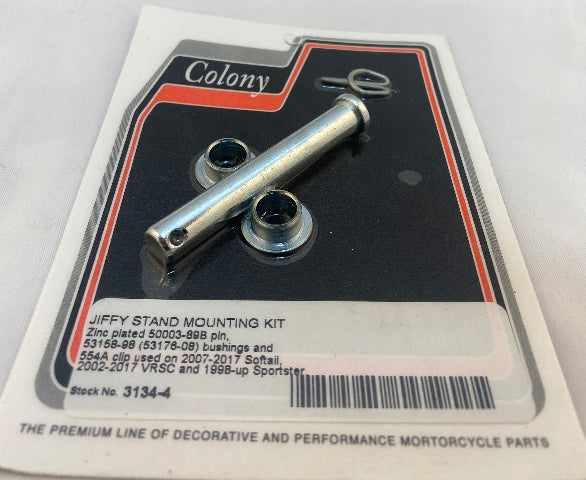 Colony
JIFFY STAND MOUNTING KIT
Zinc plated 50003-89B pin,
53158-98 (53178-08) bushings and
554A clip used on 2007-2017 Softail,
2002-2017 VRSC and 1998-up Sportster
Stock No. 3134-4
THE PREMIUM LINE OF DECORATIVE AND PERFORMANCE MORTORCYCLE PARTS